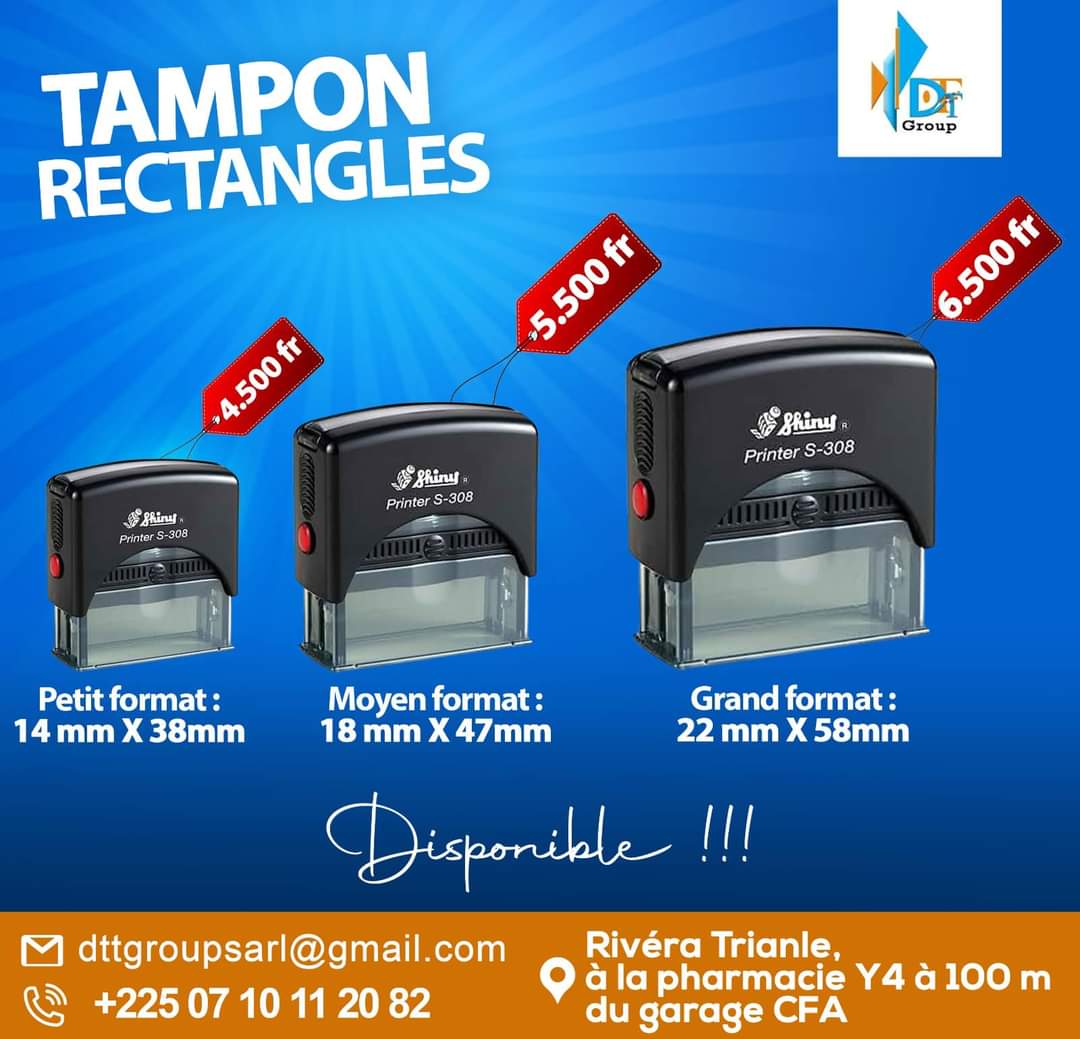 TAMPON
RECTANGLES
DTT
Group
4.500 fr
5.500 fr
6.500 fr
Shiny ®
Printer S-308
Shiny ®
Printer S-308
Shiny ®
Printer S-308
Petit format :
14 mm X 38mm
Moyen format :
18 mm X 47mm
Grand format :
22 mm X 58mm
Disponible !!!
dttgroupsarl@gmail.com
+225 07 10 11 20 82
Rivéra Trianle,
à la pharmacie Y4 à 100 m
du garage CFA